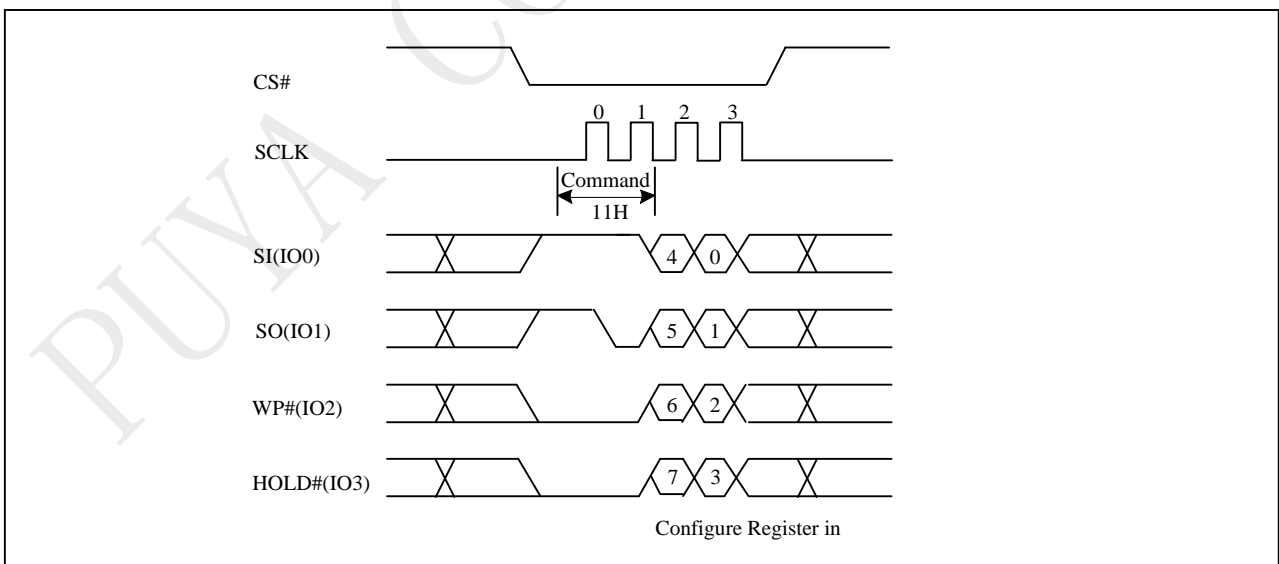 PUYA CO
CS#
0 1 2 3
SCLK
Command
11H
SI(IO0) 4 0
SO(IO1) 5 1
WP#(IO2) 6 2
HOLD#(IO3) 7 3
Configure Register in